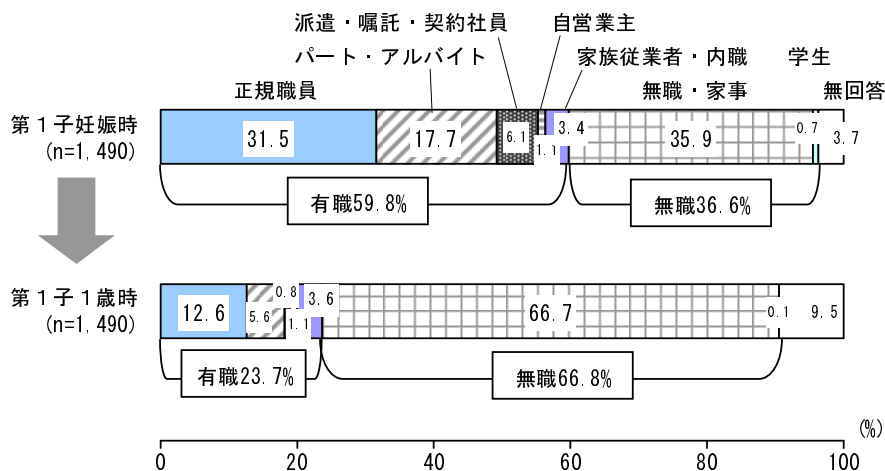 派遣・嘱託・契約社員
自営業主
パート・アルバイト
家族従業者・内職
学生
正規職員
無職・家事
無回答
第１子妊娠時
(n=1,490)
31.5
17.7
6.1
1.1
3.4
35.9
0.7
3.7
有職59.8%
無職36.6%
第１子１歳時
(n=1,490)
12.6
5.6
0.8
1.1
3.6
66.7
0.1
9.5
有職23.7%
無職66.8%
(%)
0
20
40
60
80
100